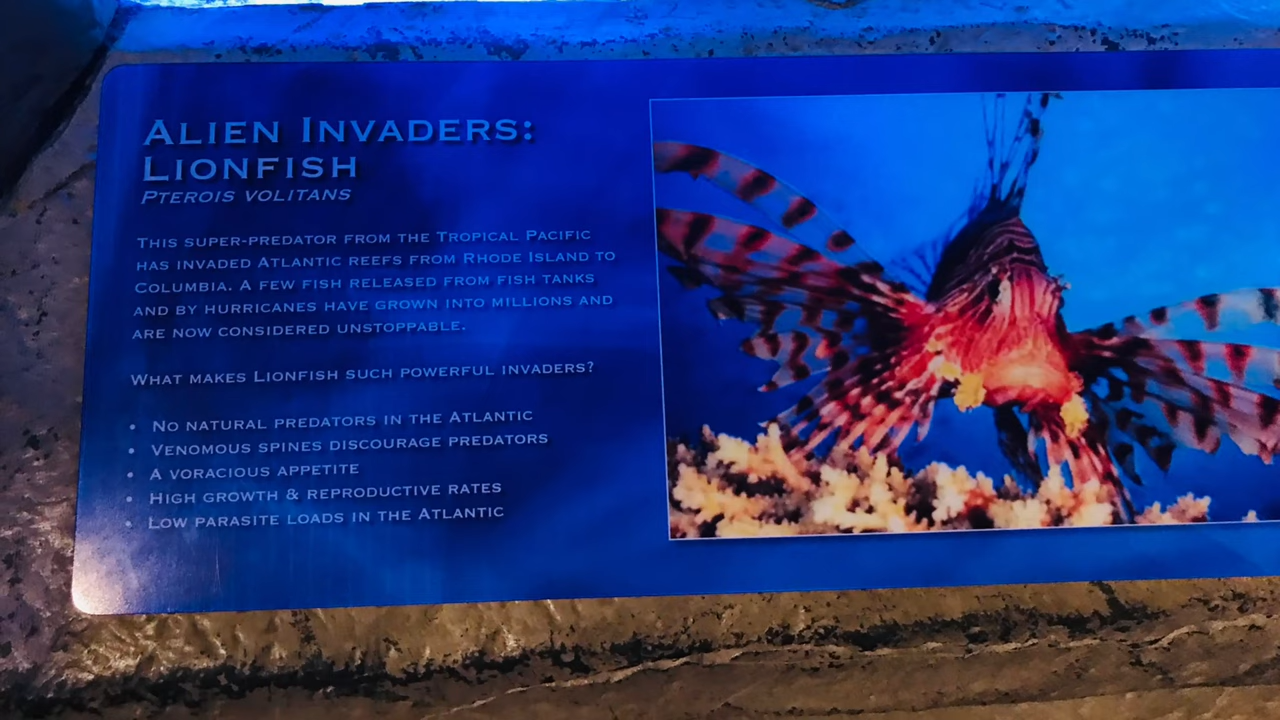 ALIEN INVADERS:
LIONFISH
PTEROIS VOLITANS
THIS SUPER-PREDATOR FROM THE TROPICAL PACIFIC
HAS INVADED ATLANTIC REEFS FROM RHODE ISLAND TO
COLUMBIA. A FEW FISH RELEASED FROM FISH TANKS
AND BY HURRICANES HAVE GROWN INTO MILLIONS AND
ARE NOW CONSIDERED UNSTOPPABLE.
WHAT MAKES LIONFISH SUCH POWERFUL INVADERS?
• NO NATURAL PREDATORS IN THE ATLANTIC
• VENOMOUS SPINES DISCOURAGE PREDATORS
• A VORACIOUS APPETITE
• HIGH GROWTH & REPRODUCTIVE RATES
• LOW PARASITE LOADS IN THE ATLANTIC